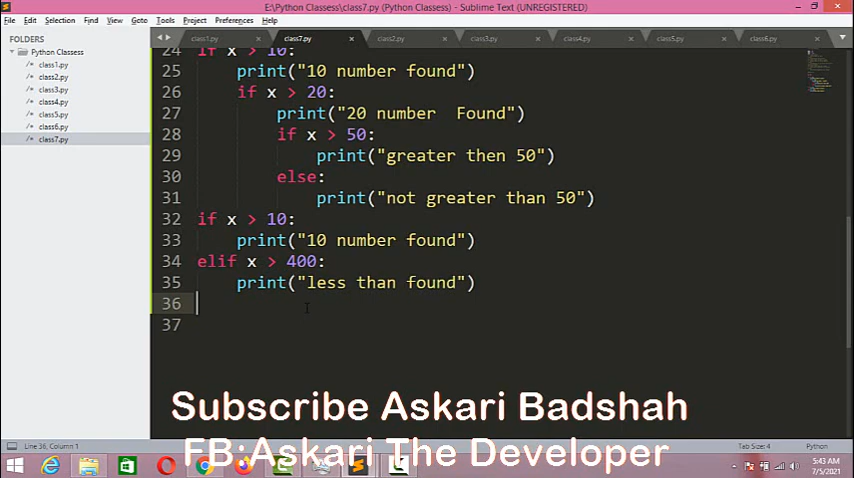 E:\Python Classess\class7.py (Python Classess) - Sublime Text (UNREGISTERED)
File Edit Selection Find View Goto Tools Project Preferences Help
FOLDERS
Python Classess
class1.py
class2.py
class3.py
class4.py
class5.py
class6.py
class7.py
class1.py class7.py class2.py class3.py class4.py class5.py class6.py
24 if x > 10:
25 print("10 number found")
26 if x > 20:
27 print("20 number  Found")
28 if x > 50:
29 print("greater then 50")
30 else:
31 print("not greater than 50")
32 if x > 10:
33 print("10 number found")
34 elif x > 400:
35 print("less than found")
36
37
Subscribe Askari Badshah
FB:Askari The Developer
Line 36, Column 1
Tab Size: 4
Python
5:43 AM
7/5/2021